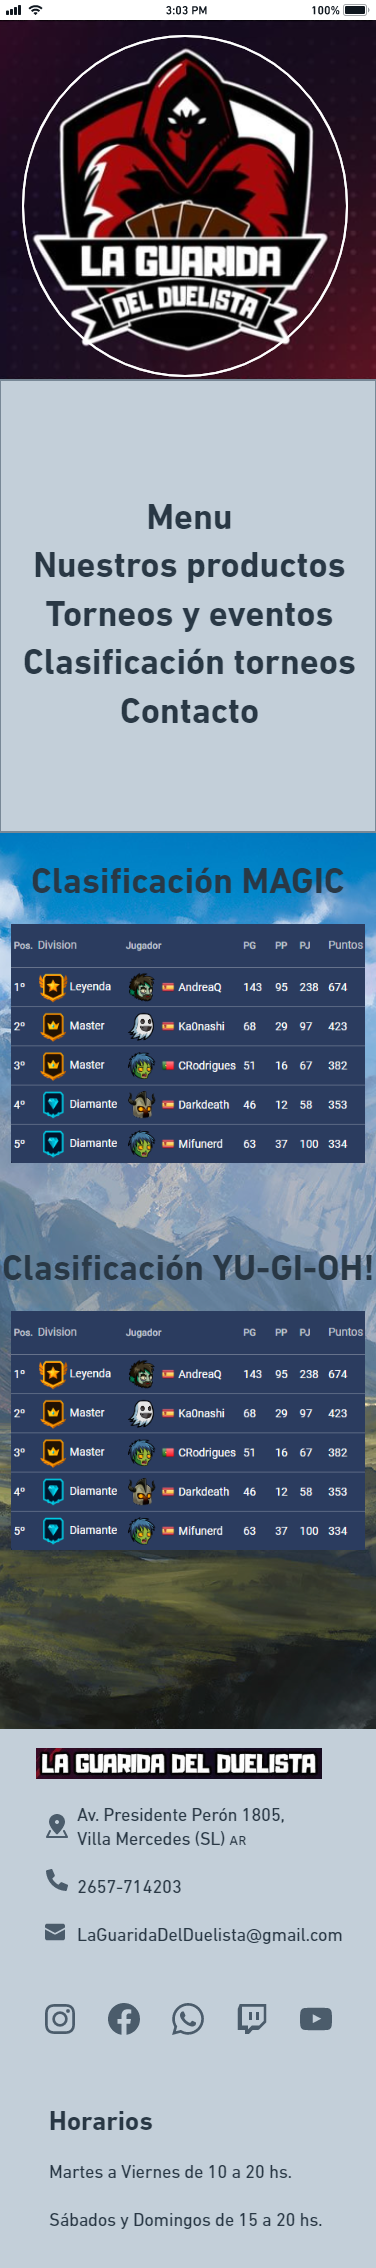 3:03 PM 100%
LA GUARIDA
DEL DUELISTA
Menu
Nuestros productos
Torneos y eventos
Clasificación torneos
Contacto
Clasificación MAGIC
Pos. Division Jugador PG PP PJ Puntos
1º Leyenda AndreaQ 143 95 238 674
2º Master Ka0nashi 68 29 97 423
3º Master CRodrigues 51 16 67 382
4º Diamante Darkdeath 46 12 58 353
5º Diamante Mifunerd 63 37 100 334
Clasificación YU-GI-OH!
Pos. Division Jugador PG PP PJ Puntos
1º Leyenda AndreaQ 143 95 238 674
2º Master Ka0nashi 68 29 97 423
3º Master CRodrigues 51 16 67 382
4º Diamante Darkdeath 46 12 58 353
5º Diamante Mifunerd 63 37 100 334
LA GUARIDA DEL DUELISTA
Av. Presidente Perón 1805,
Villa Mercedes (SL) AR
2657-714203
LaGuaridaDelDuelista@gmail.com
Horarios
Martes a Viernes de 10 a 20 hs.
Sábados y Domingos de 15 a 20 hs.